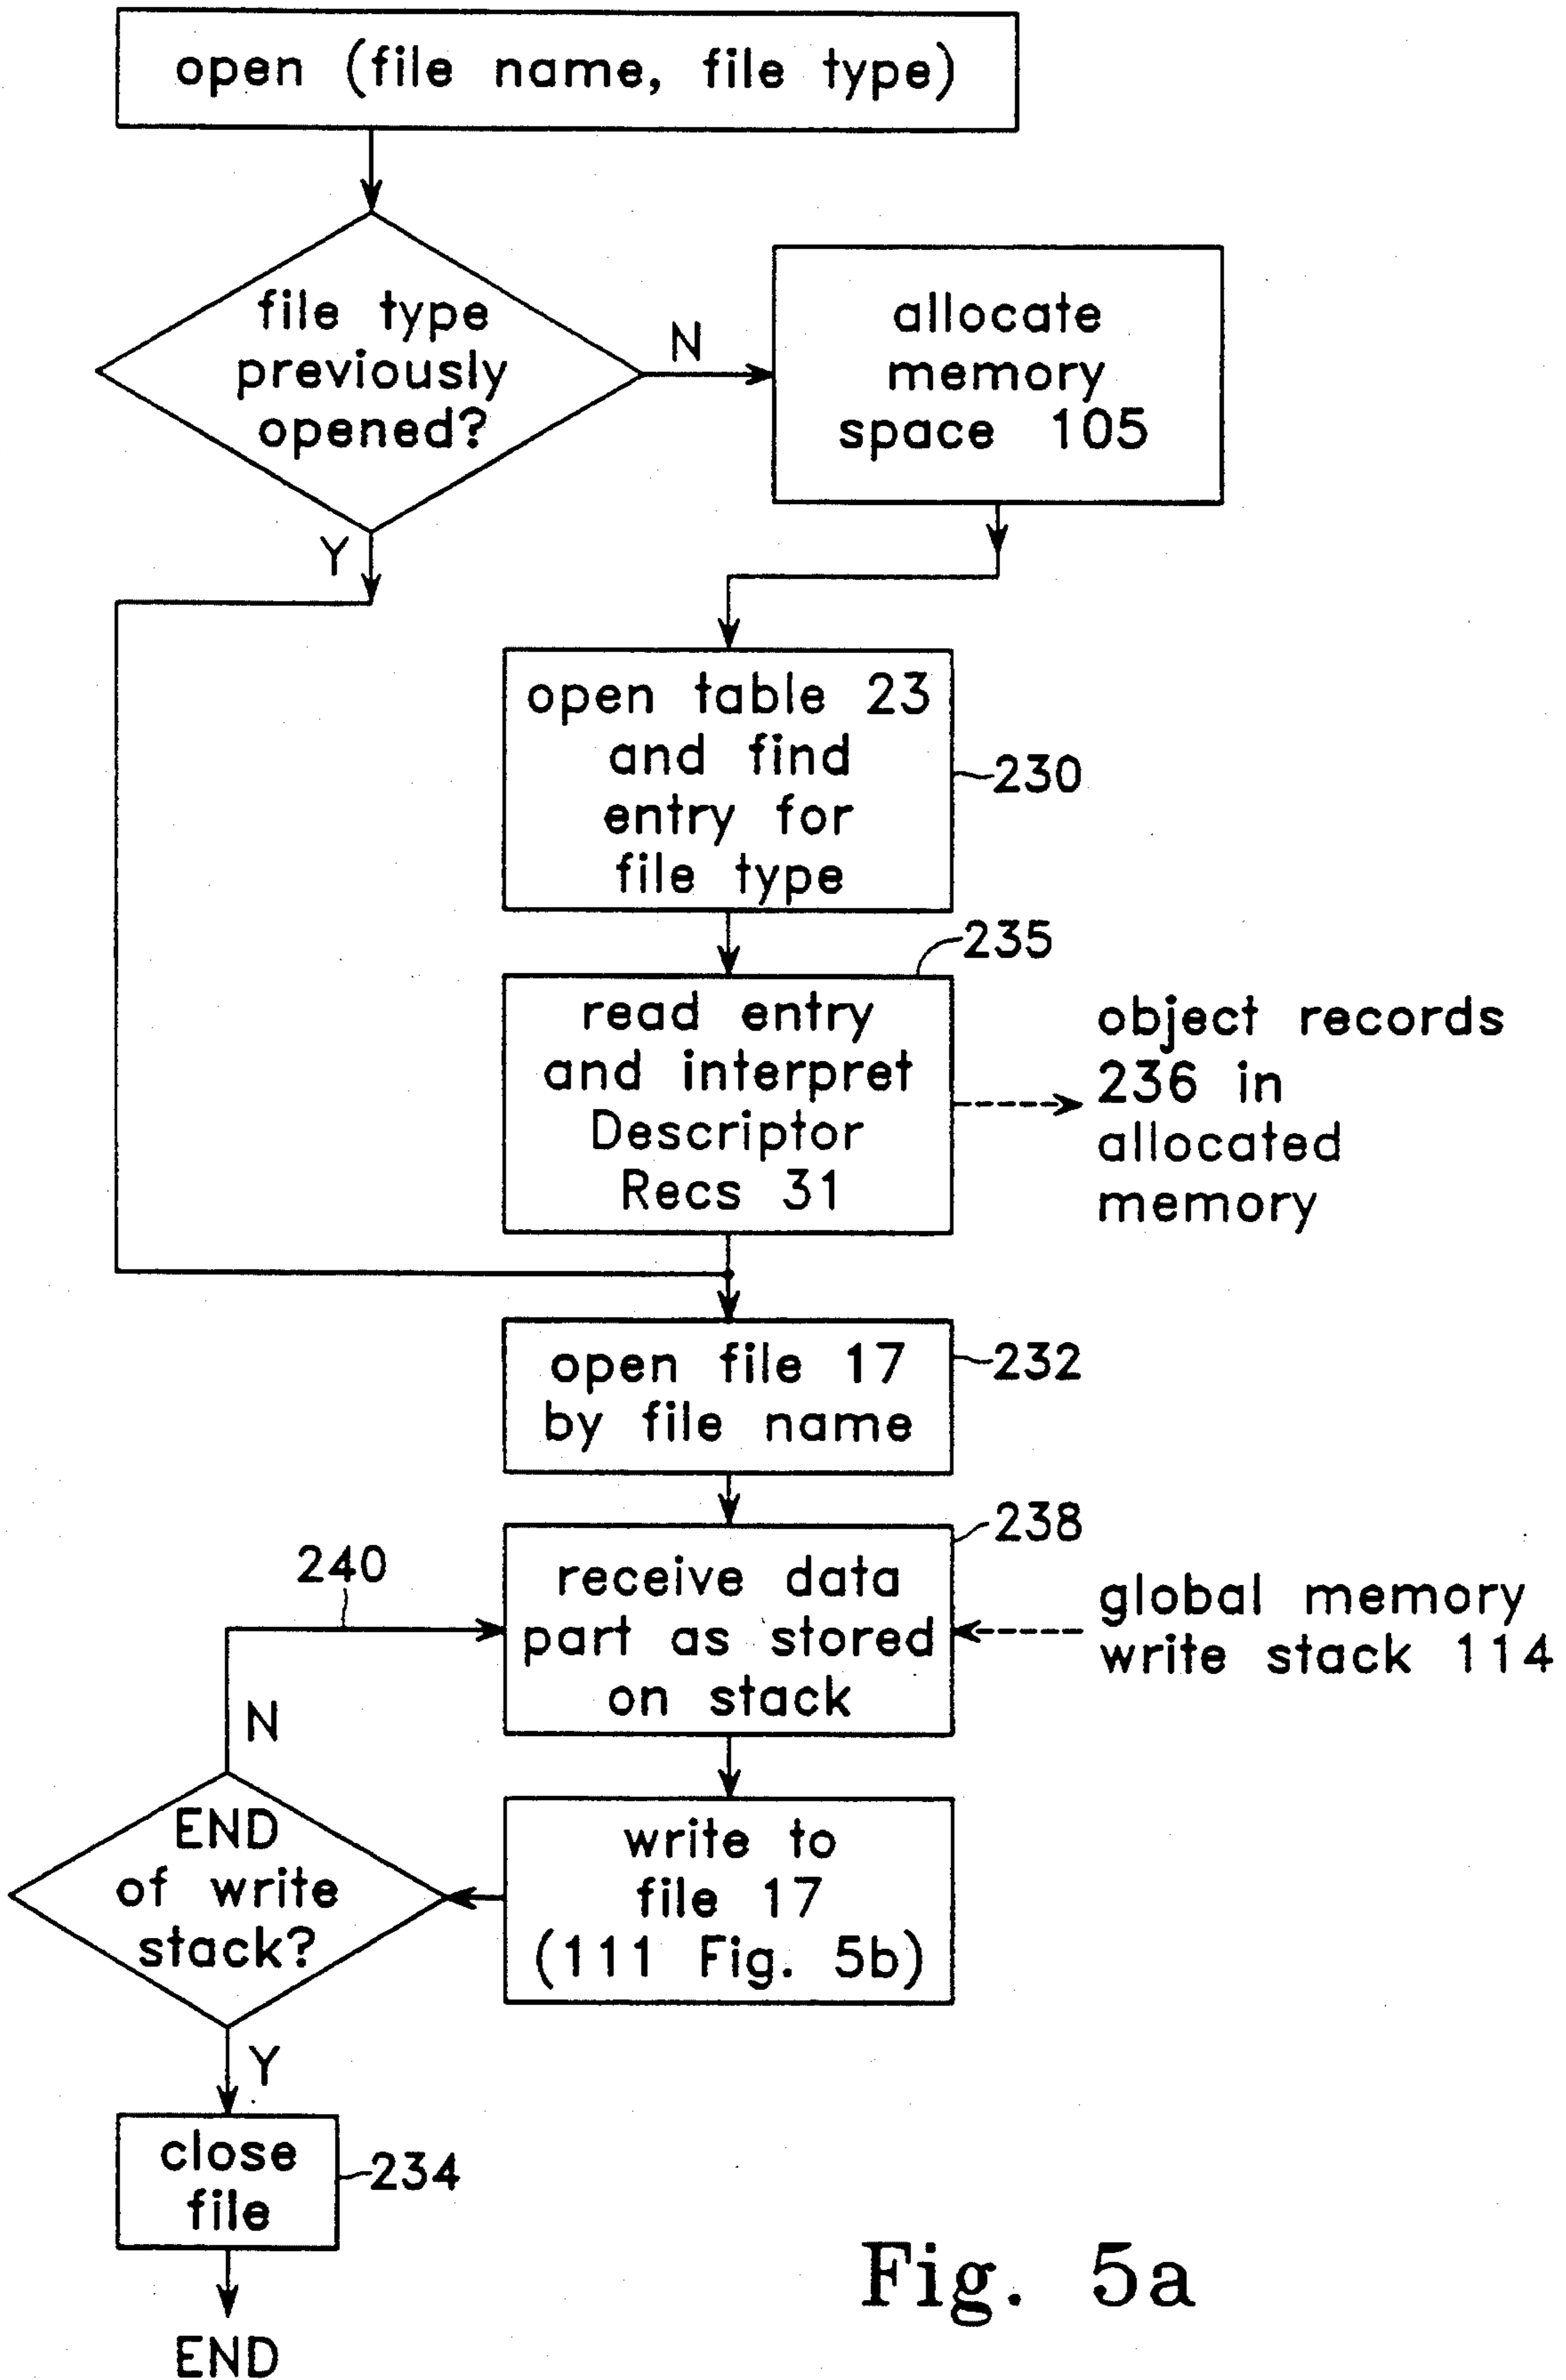 open (file name, file type)
file type
previously
opened?
N
allocate
memory
space 105
Y
open table 23
and find
entry for
file type
230
235
read entry
and interpret
Descriptor
Recs 31
object records
236 in
allocated
memory
open file 17
by file name
232
238
240
receive data
part as stored
on stack
global memory
write stack 114
N
END
of write
stack?
write to
file 17
(111 Fig. 5b)
Y
close
file
234
END
Fig. 5a